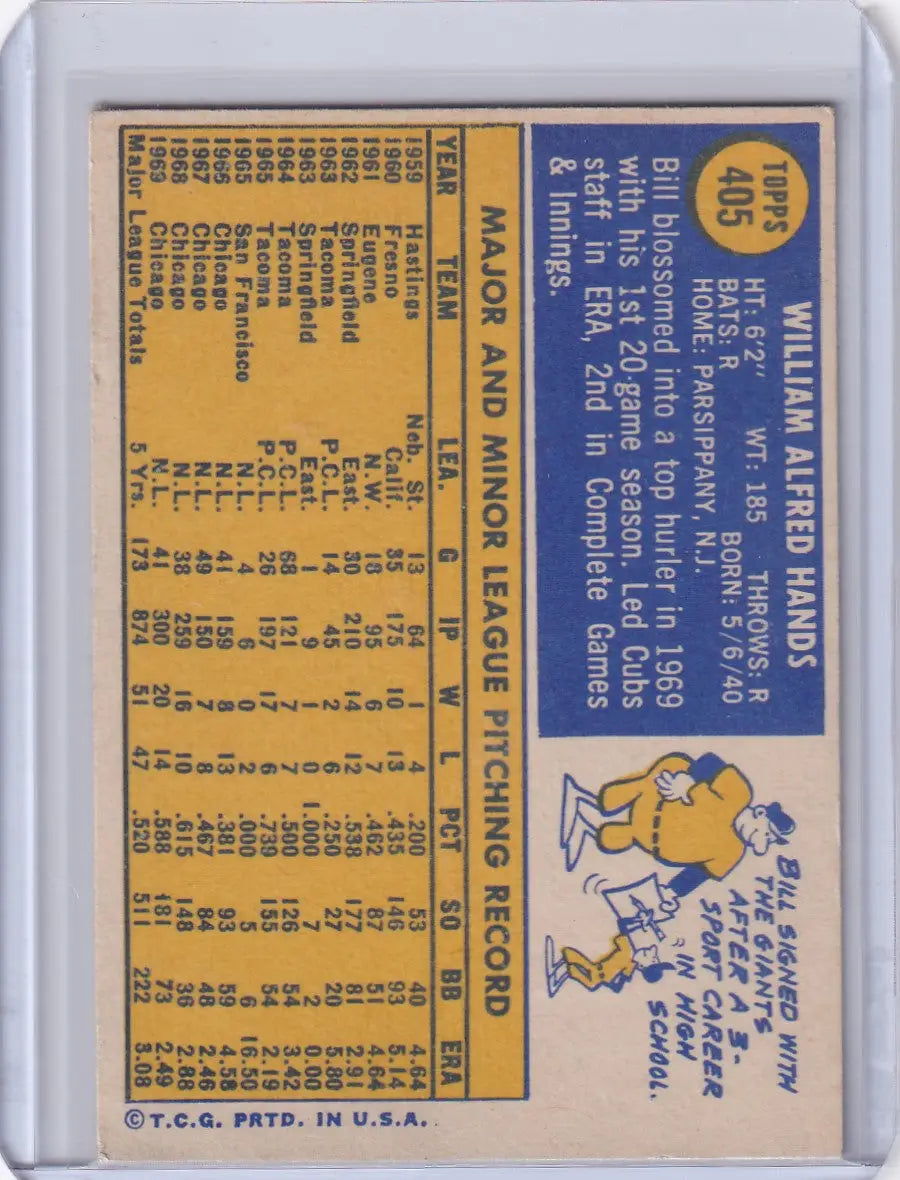 TOPPS
405
WILLIAM ALFRED HANDS
HT: 6'2" WT: 185 THROWS: R
BATS: R BORN: 5/6/40
HOME: PARSIPPANY, N.J.
Bill blossomed into a top hurler in 1969
with his 1st 20-game season. Led Cubs
staff in ERA, 2nd in Complete Games
& Innings.
BILL SIGNED WITH
THE GIANTS
AFTER A 3-
SPORT CAREER
IN HIGH
SCHOOL.
MAJOR AND MINOR LEAGUE PITCHING RECORD
YEAR TEAM LEA. G IP W L PCT SO BB ERA
1959 Hastings Neb. St. 13 64 1 4 .200 53 40 4.64
1960 Fresno Calif. 35 175 10 13 .435 146 93 5.14
1961 Eugene N.W. 18 95 6 7 .462 87 51 4.64
1962 Springfield East. 30 210 14 12 .538 177 81 2.91
1963 Tacoma P.C.L. 14 45 2 6 .250 27 20 5.80
1963 Springfield East. 1 9 1 0 1.000 7 2 0.00
1964 Tacoma P.C.L. 68 121 7 7 .500 126 54 3.42
1965 Tacoma P.C.L. 26 197 17 6 .739 155 54 2.19
1965 San Francisco N.L. 4 6 0 2 .000 5 6 16.50
1966 Chicago N.L. 41 159 8 13 .381 93 59 4.58
1967 Chicago N.L. 49 150 7 8 .467 84 48 2.46
1968 Chicago N.L. 38 259 16 10 .615 148 36 2.88
1969 Chicago N.L. 41 300 20 14 .588 181 73 2.49
Major League Totals 5 Yrs. 173 874 51 47 .520 511 222 3.08
© T.C.G. PRTD. IN U.S.A.